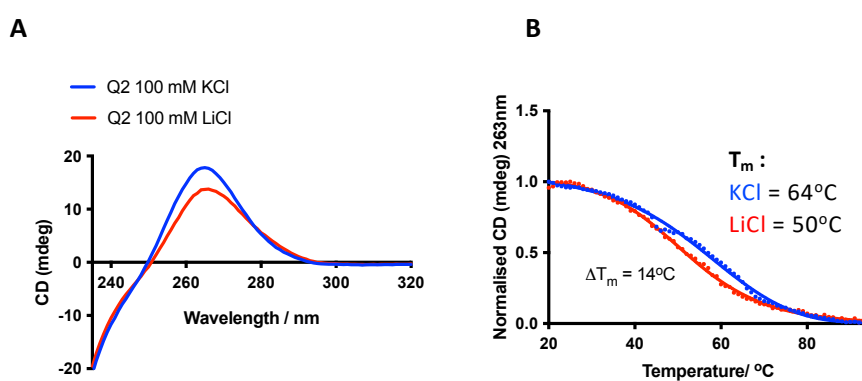 A
B
Q2 100 mM KCl
Q2 100 mM LiCl
CD (mdeg)
20
10
0
-10
-20
240
260
280
300
320
Wavelength / nm
Normalised CD (mdeg) 263nm
1.5
1.0
0.5
0.0
20
40
60
80
Temperature/ ºC
Tm :
KCl = 64ºC
LiCl = 50ºC
ΔTm = 14ºC